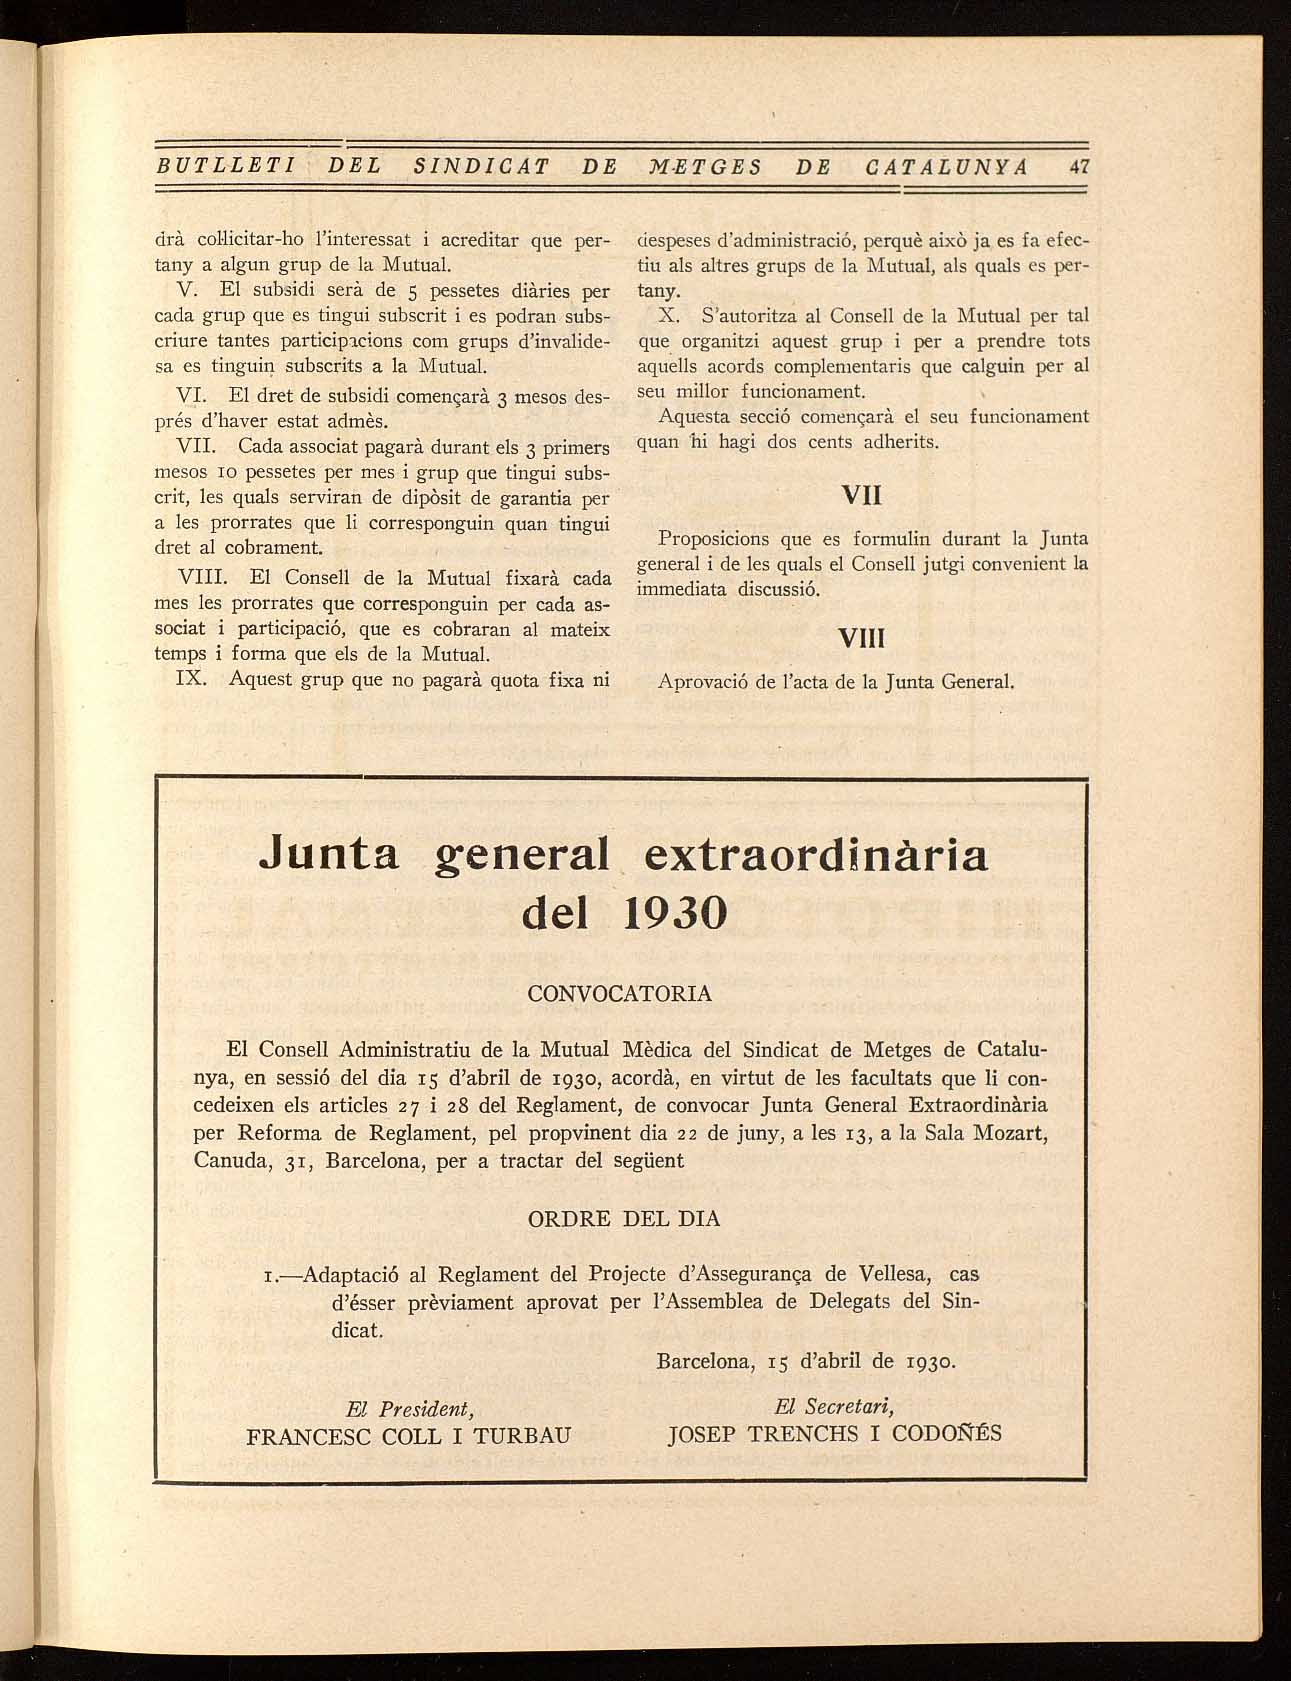 BUTLLETI DEL SINDICAT DE METGES DE CATALUNYA 47
drà coŀlicitar-ho l'interessat i acreditar que per-
tany a algun grup de la Mutual.
V. El subsidi serà de 5 pessetes diàries per
cada grup que es tingui subscrit i es podran subs-
criure tantes participacions com grups d'invalide-
sa es tinguin subscrits a la Mutual.
VI. El dret de subsidi començarà 3 mesos des-
prés d'haver estat admès.
VII. Cada associat pagarà durant els 3 primers
mesos 10 pessetes per mes i grup que tingui subs-
crit, les quals serviran de dipòsit de garantia per
a les prorrates que li corresponguin quan tingui
dret al cobrament.
VIII. El Consell de la Mutual fixarà cada
mes les prorrates que corresponguin per cada as-
sociat i participació, que es cobraran al mateix
temps i forma que els de la Mutual.
IX. Aquest grup que no pagarà quota fixa ni
despeses d'administració, perquè això ja es fa efec-
tiu als altres grups de la Mutual, als quals es per-
tany.
X. S'autoritza al Consell de la Mutual per tal
que organitzi aquest grup i per a prendre tots
aquells acords complementaris que calguin per al
seu millor funcionament.
Aquesta secció començarà el seu funcionament
quan hi hagi dos cents adherits.
VII
Proposicions que es formulin durant la Junta
general i de les quals el Consell jutgi convenient la
immediata discussió.
VIII
Aprovació de l'acta de la Junta General.
Junta general extraordinària
del 1930
CONVOCATORIA
El Consell Administratiu de la Mutual Mèdica del Sindicat de Metges de Catalu-
nya, en sessió del dia 15 d'abril de 1930, acordà, en virtut de les facultats que li con-
cedeixen els articles 27 i 28 del Reglament, de convocar Junta General Extraordinària
per Reforma de Reglament, pel propvinent dia 22 de juny, a les 13, a la Sala Mozart,
Canuda, 31, Barcelona, per a tractar del següent
ORDRE DEL DIA
1.—Adaptació al Reglament del Projecte d'Assegurança de Vellesa, cas
d'ésser prèviament aprovat per l'Assemblea de Delegats del Sin-
dicat.
Barcelona, 15 d'abril de 1930.
El President,
FRANCESC COLL I TURBAU
El Secretari,
JOSEP TRENCHS I CODOÑÉS